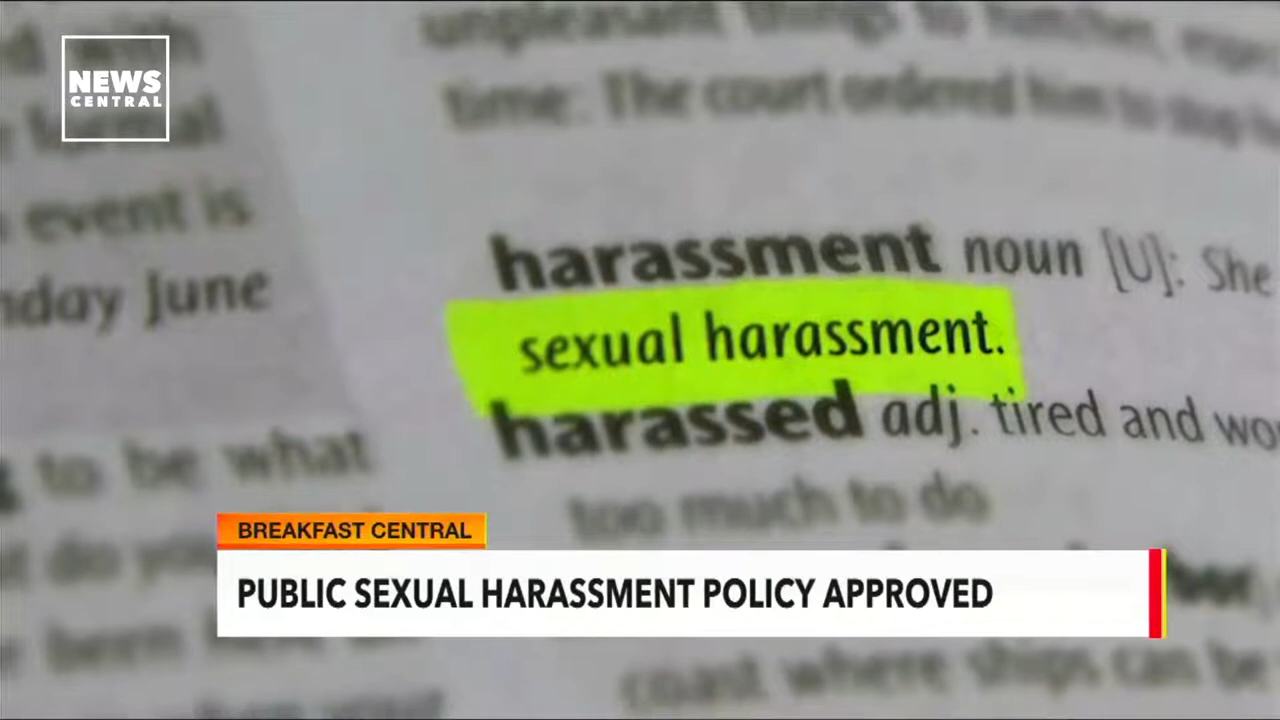 NEWS
CENTRAL
unpleasant things to
time: The court ordered him to stop
formal
event is
nday June
harassment noun [U]: She
sexual harassment.
harassed adj. tired and wo
too much to do
to be what
BREAKFAST CENTRAL
PUBLIC SEXUAL HARASSMENT POLICY APPROVED
coast where ships can be